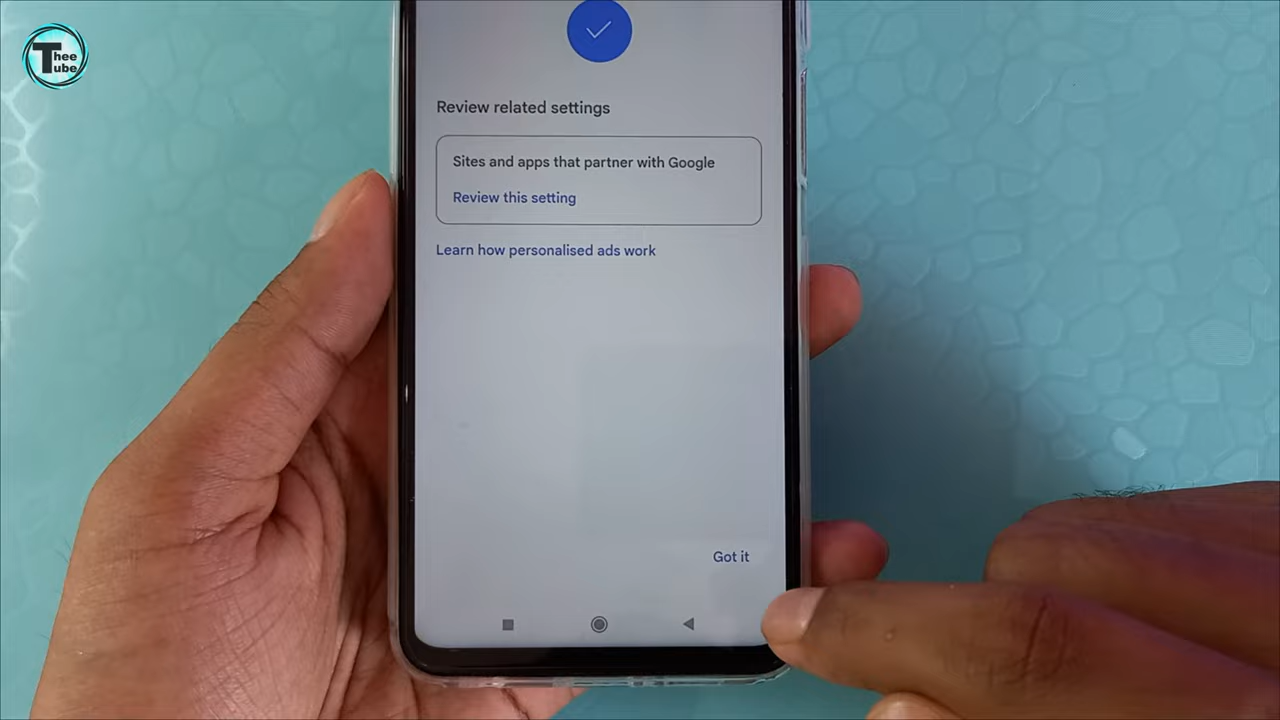 Thee
Tube
Review related settings
Sites and apps that partner with Google
Review this setting
Learn how personalised ads work
Got it